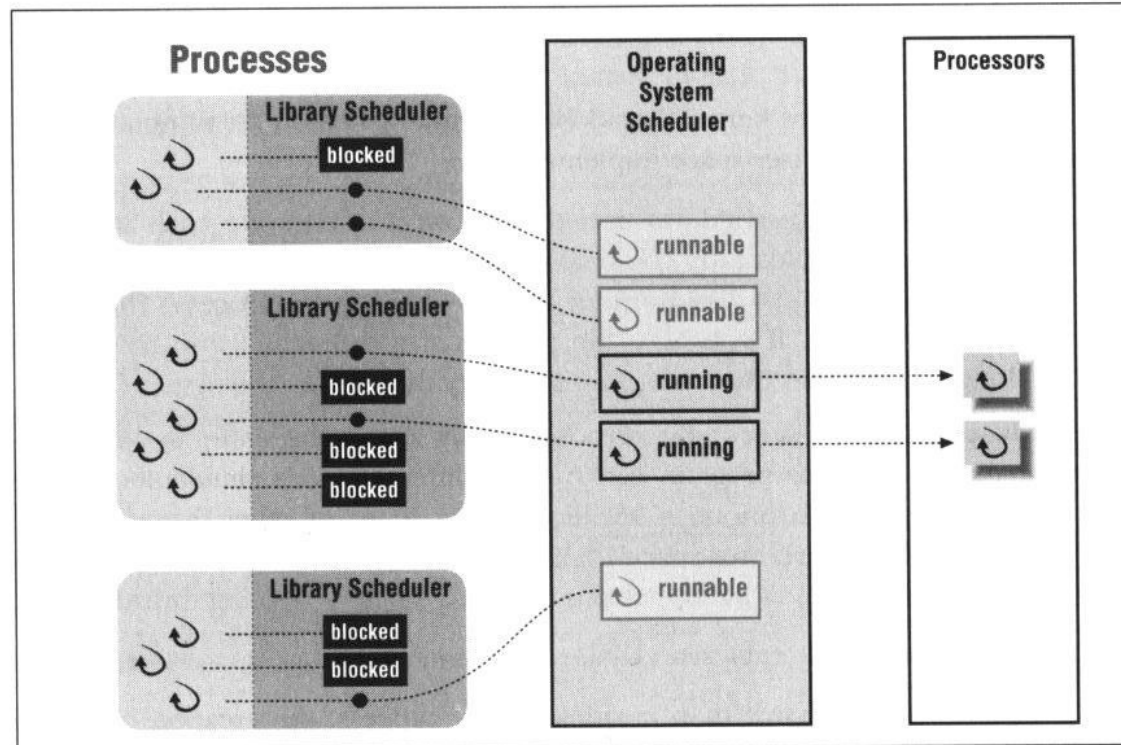 Processes
Library Scheduler
blocked
Library Scheduler
blocked
blocked
blocked
Library Scheduler
blocked
blocked
Operating
System
Scheduler
runnable
runnable
running
running
runnable
Processors